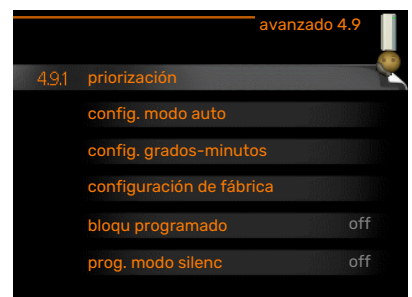 avanzado 4.9
4.9.1 priorización
config. modo auto
config. grados-minutos
configuración de fábrica
bloqu programado off
prog. modo silenc off